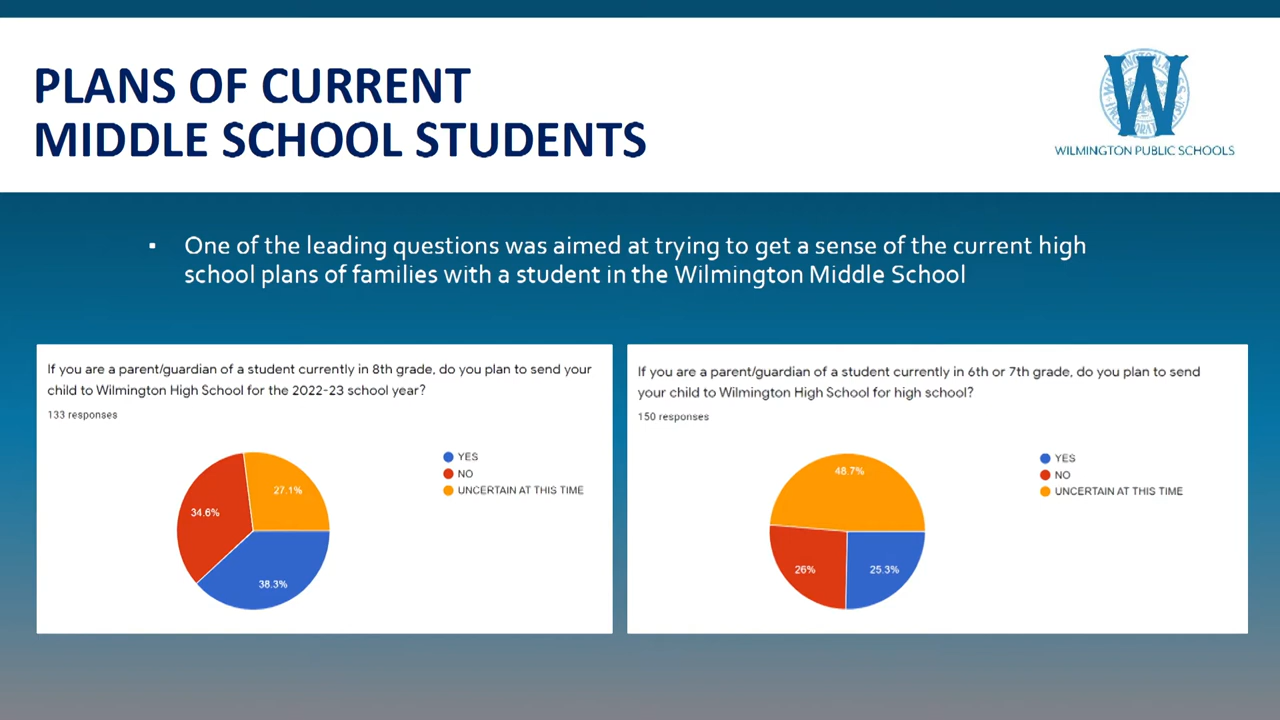 PLANS OF CURRENT
MIDDLE SCHOOL STUDENTS
W
WILMINGTON PUBLIC SCHOOLS
▪ One of the leading questions was aimed at trying to get a sense of the current high
school plans of families with a student in the Wilmington Middle School
If you are a parent/guardian of a student currently in 8th grade, do you plan to send your
child to Wilmington High School for the 2022-23 school year?
133 responses
YES
NO
UNCERTAIN AT THIS TIME
27.1%
34.6%
38.3%
If you are a parent/guardian of a student currently in 6th or 7th grade, do you plan to send
your child to Wilmington High School for high school?
150 responses
YES
NO
UNCERTAIN AT THIS TIME
48.7%
26%
25.3%